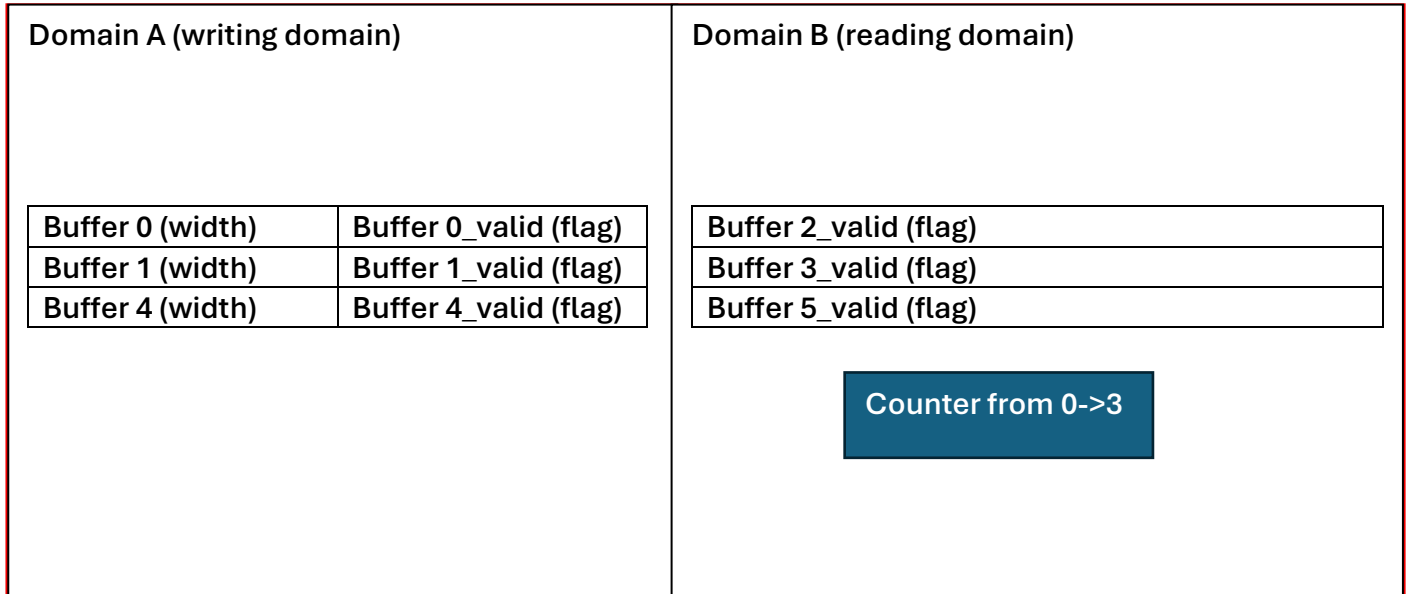 Domain A (writing domain)
Domain B (reading domain)
Buffer 0 (width) Buffer 0_valid (flag)
Buffer 1 (width) Buffer 1_valid (flag)
Buffer 4 (width) Buffer 4_valid (flag)
Buffer 2_valid (flag)
Buffer 3_valid (flag)
Buffer 5_valid (flag)
Counter from 0->3